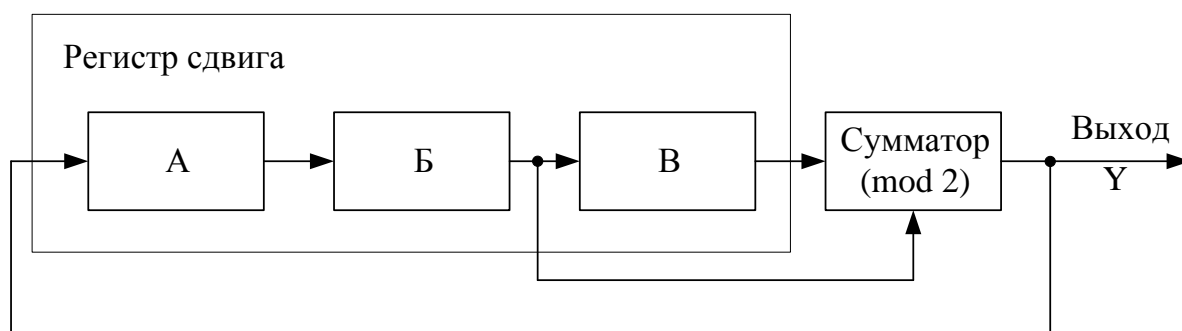 Регистр сдвига
А
Б
В
Сумматор
(mod 2)
Выход
Y